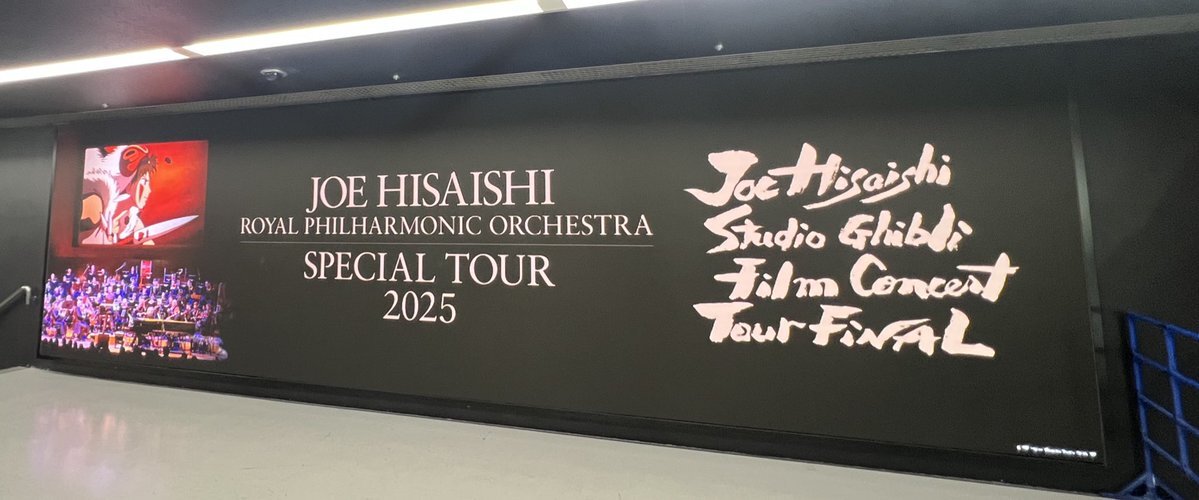 JOE HISAISHI
ROYAL PHILHARMONIC ORCHESTRA
SPECIAL TOUR
2025
Joe Hisaishi
Studio Ghibli
Film Concert
Tour FiNAL